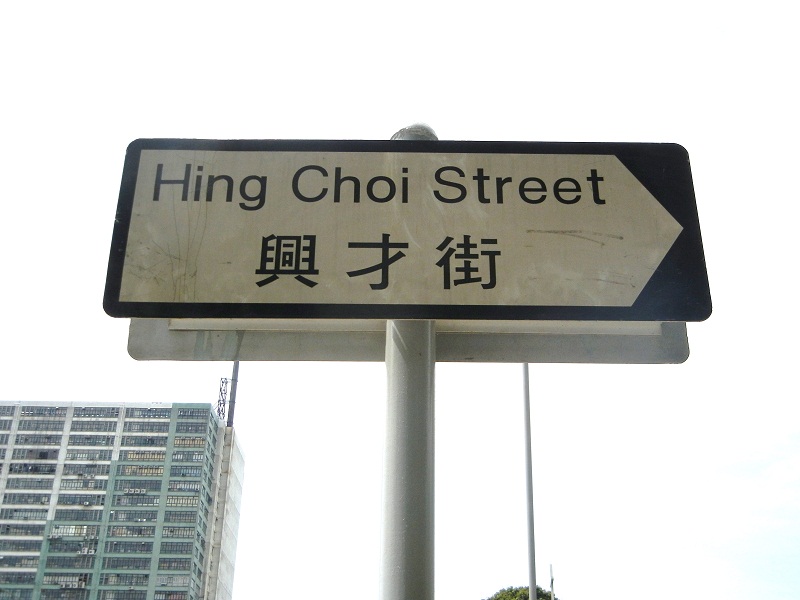 Hing Choi Street
興才街